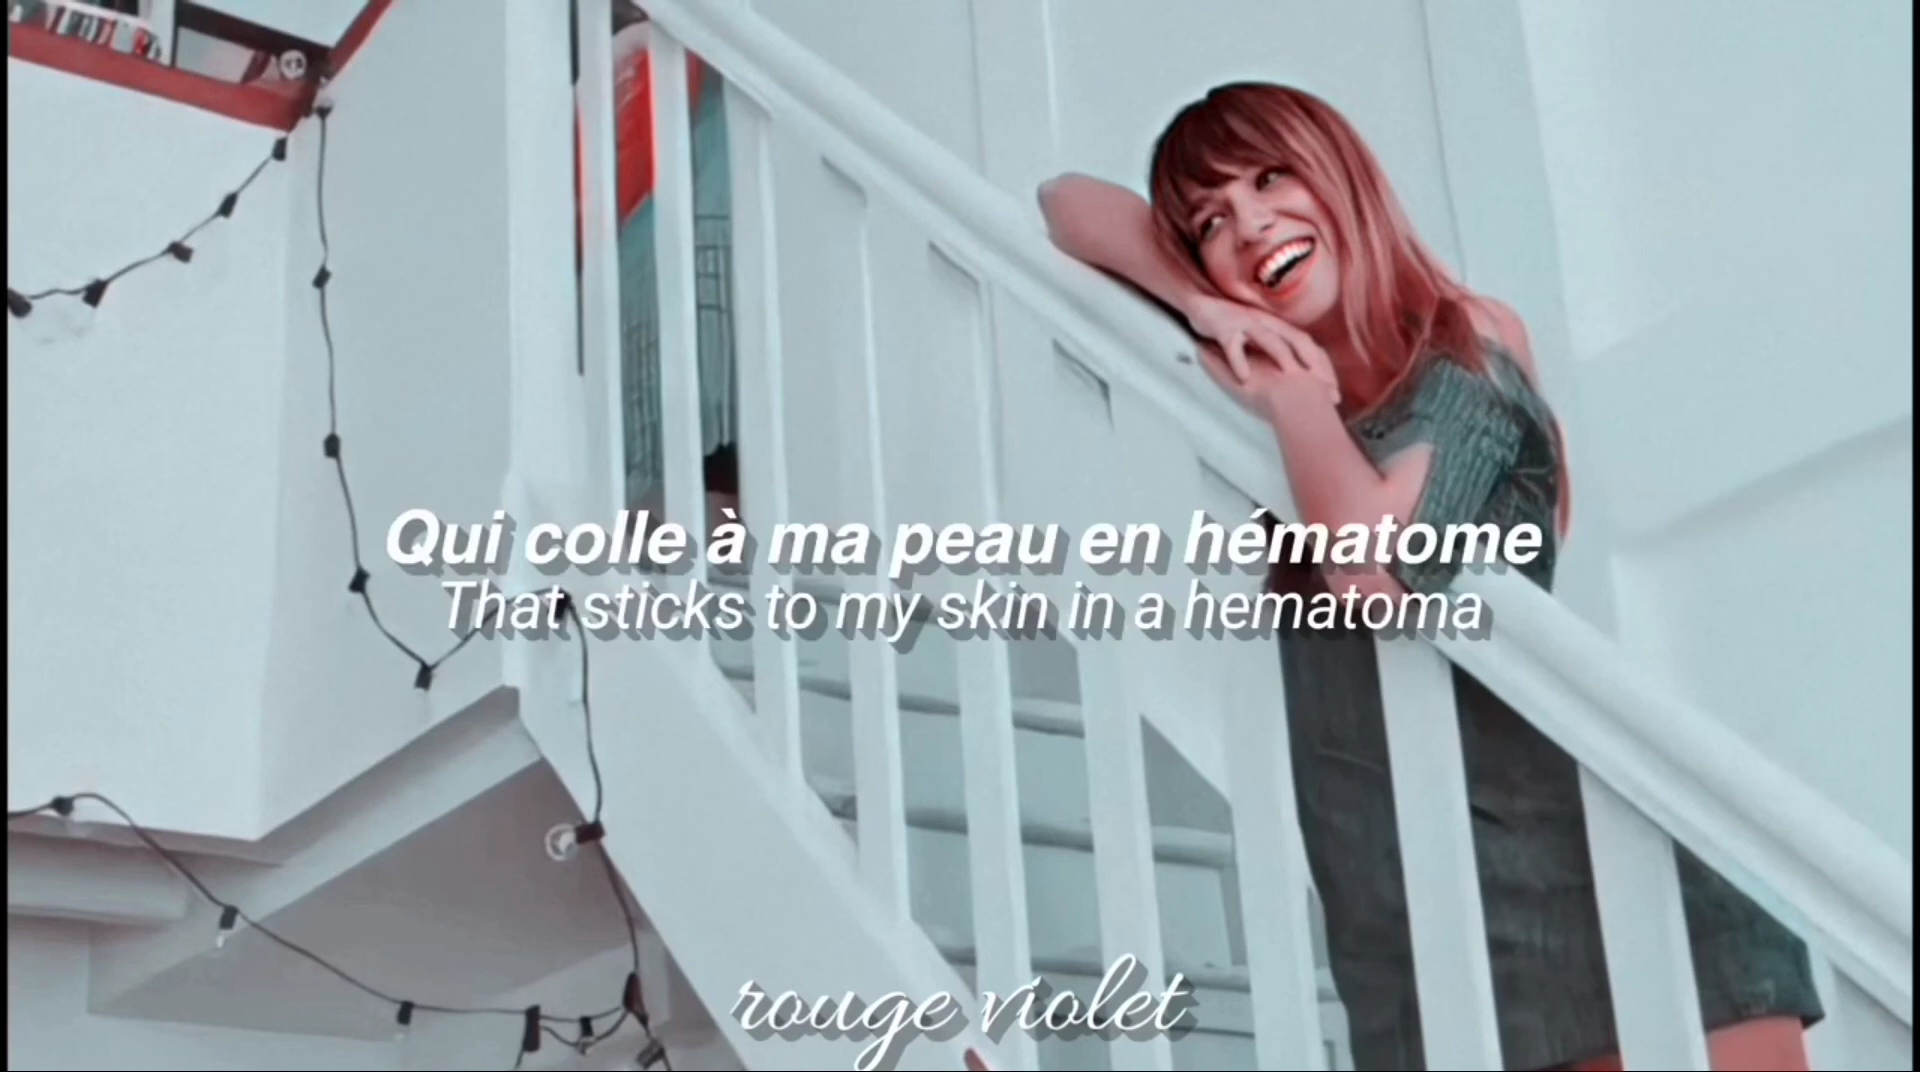 Qui colle à ma peau en hématome
That sticks to my skin in a hematoma
rouge violet